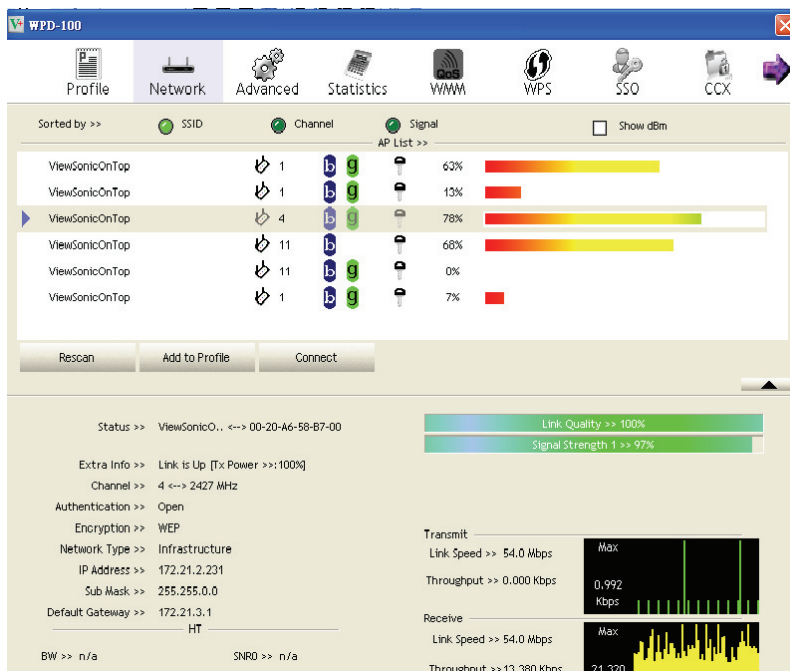 WPD-100
Profile Network Advanced Statistics QoS WMM WPS SSO CCX
Sorted by >> SSID Channel Signal Show dBm
AP List >>
ViewSonicOnTop 1 b g 63%
ViewSonicOnTop 1 b g 13%
ViewSonicOnTop 4 b g 78%
ViewSonicOnTop 11 b 68%
ViewSonicOnTop 11 b g 0%
ViewSonicOnTop 1 b g 7%
Rescan Add to Profile Connect
Status >> ViewSonicO.. <--> 00-20-A6-58-B7-00
Extra Info >> Link is Up [Tx Power >>:100%]
Channel >> 4 <--> 2427 MHz
Authentication >> Open
Encryption >> WEP
Network Type >> Infrastructure
IP Address >> 172.21.2.231
Sub Mask >> 255.255.0.0
Default Gateway >> 172.21.3.1
HT
BW >> n/a SNR0 >> n/a
Link Quality >> 100%
Signal Strength 1 >> 97%
Transmit
Link Speed >> 54.0 Mbps
Throughput >> 0.000 Kbps
Max
0.992
Kbps
Receive
Link Speed >> 54.0 Mbps
Throughput >> 13.380 Kbps
Max
21.320